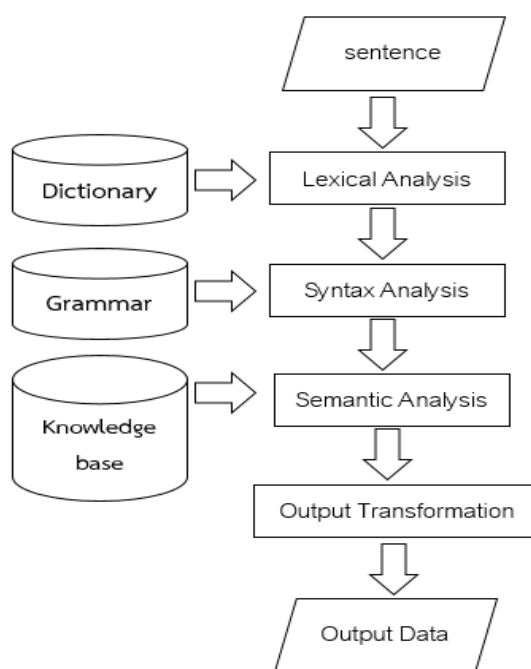 sentence
Dictionary
Lexical Analysis
Grammar
Syntax Analysis
Knowledge
base
Semantic Analysis
Output Transformation
Output Data